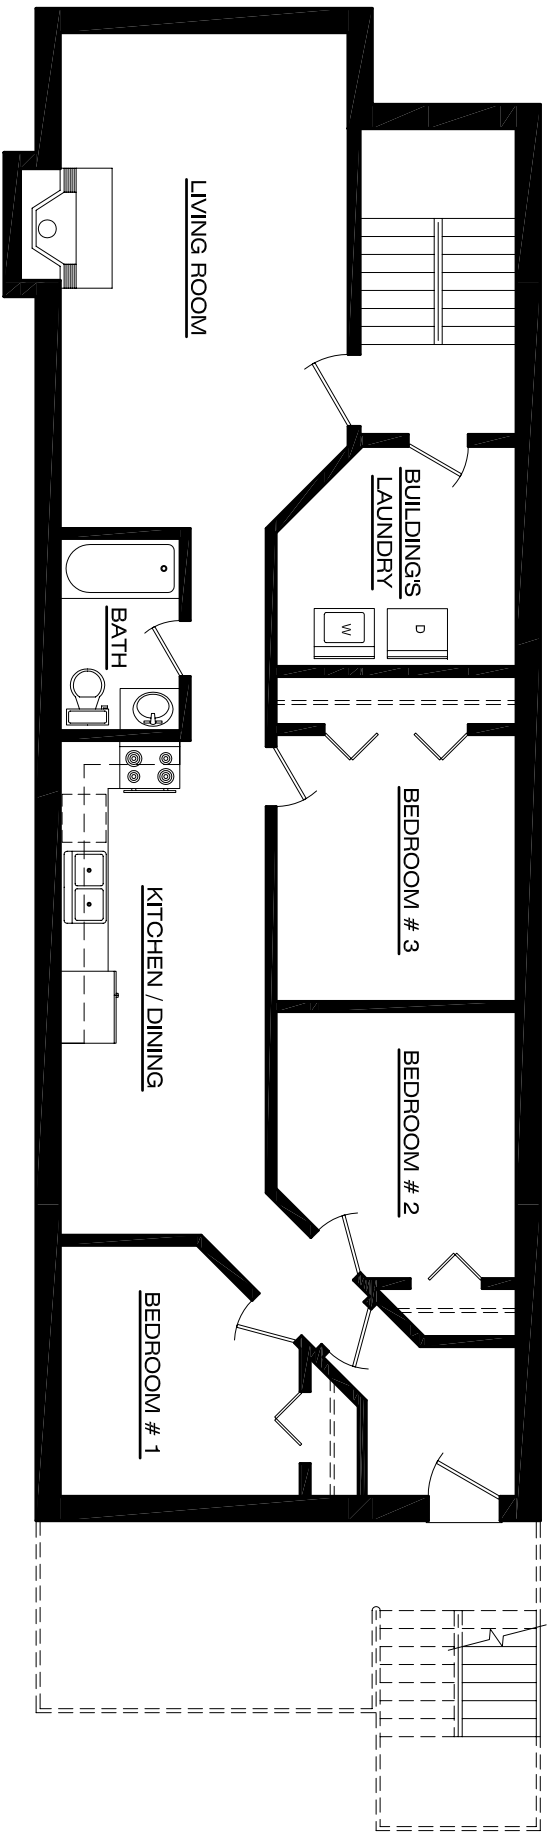 LIVING ROOM
BUILDING'S
LAUNDRY
W
D
BATH
BEDROOM # 3
KITCHEN / DINING
BEDROOM # 2
BEDROOM # 1